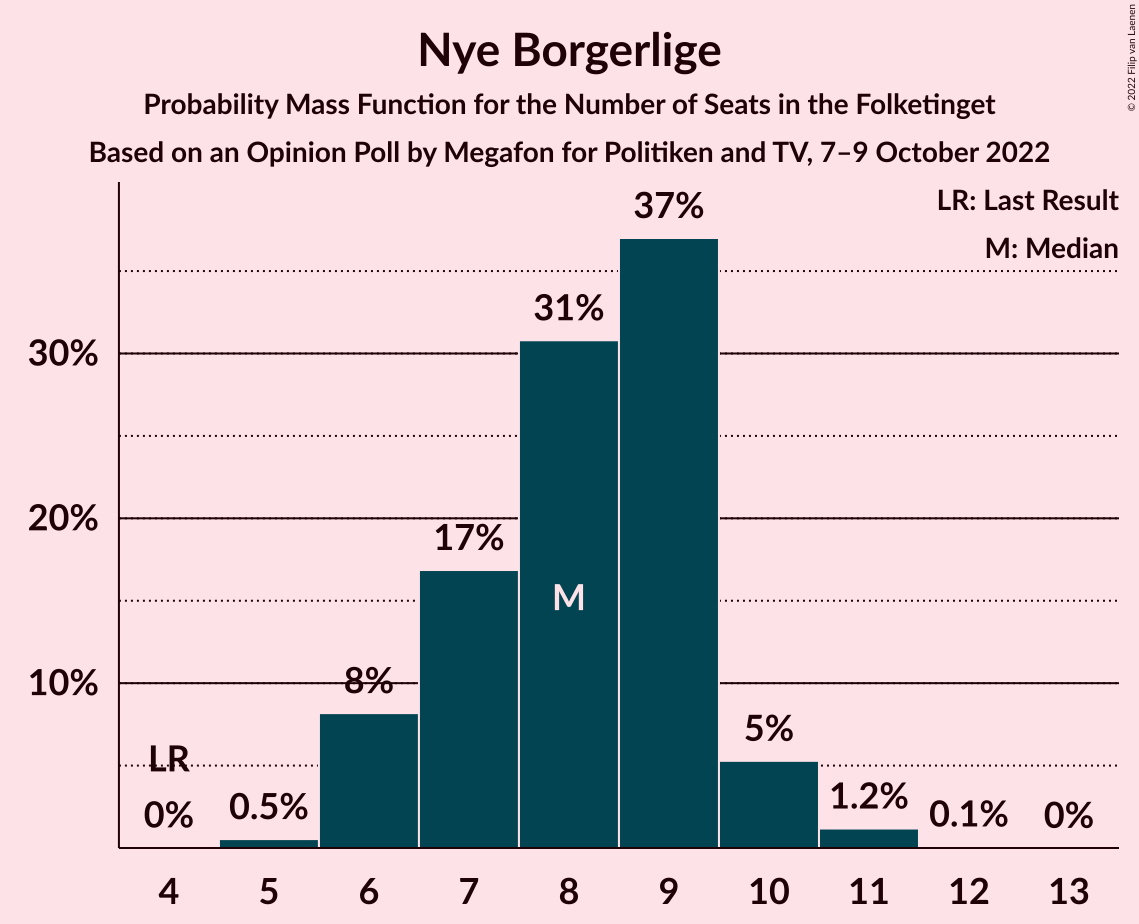 Nye Borgerlige
Probability Mass Function for the Number of Seats in the Folketinget
Based on an Opinion Poll by Megafon for Politiken and TV, 7–9 October 2022
© 2022 Filip van Laenen
LR: Last Result
M: Median
37%
31%
30%
20%
17%
M
10%
8%
5%
LR
0%
0.5%
1.2%
0.1%
0%
4 5 6 7 8 9 10 11 12 13